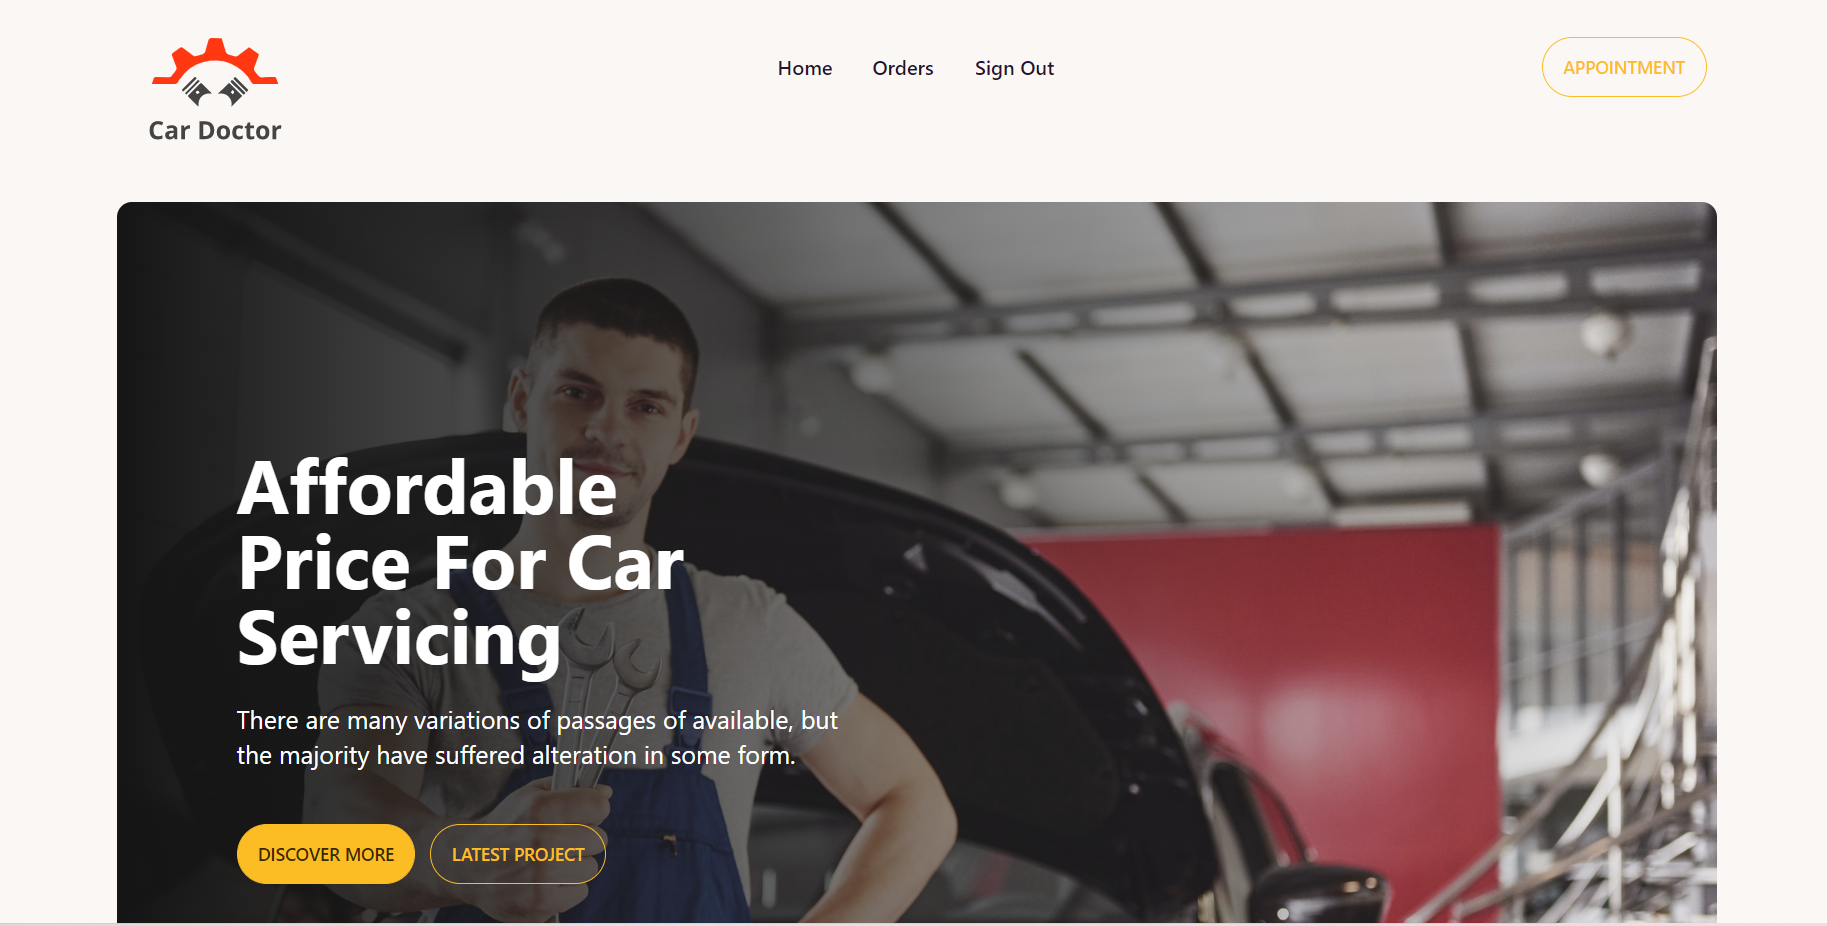 Car Doctor
Home Orders Sign Out
APPOINTMENT
Affordable
Price For Car
Servicing
There are many variations of passages of available, but
the majority have suffered alteration in some form.
DISCOVER MORE
LATEST PROJECT